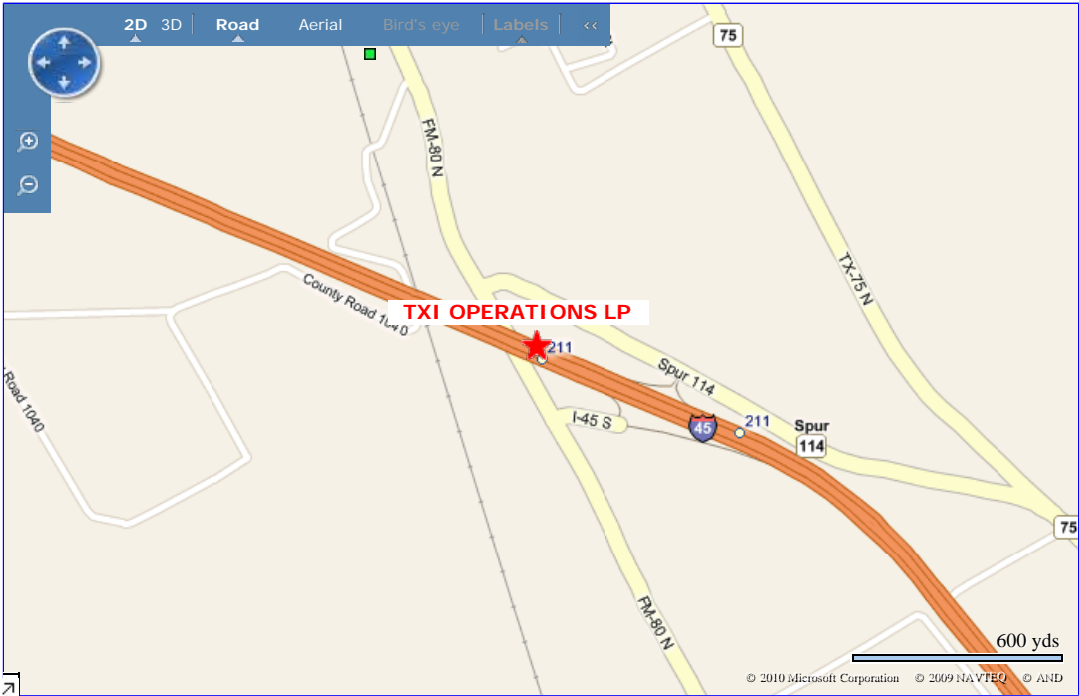 2D 3D Road Aerial Bird's eye Labels <<
75
FM-80 N
TX-75 N
County Road 1040
TXI OPERATIONS LP
211
Spur 114
Road 1040
I-45 S
45
211
Spur
114
75
FM-80 N
600 yds
© 2010 Microsoft Corporation © 2009 NAVTEQ © AND